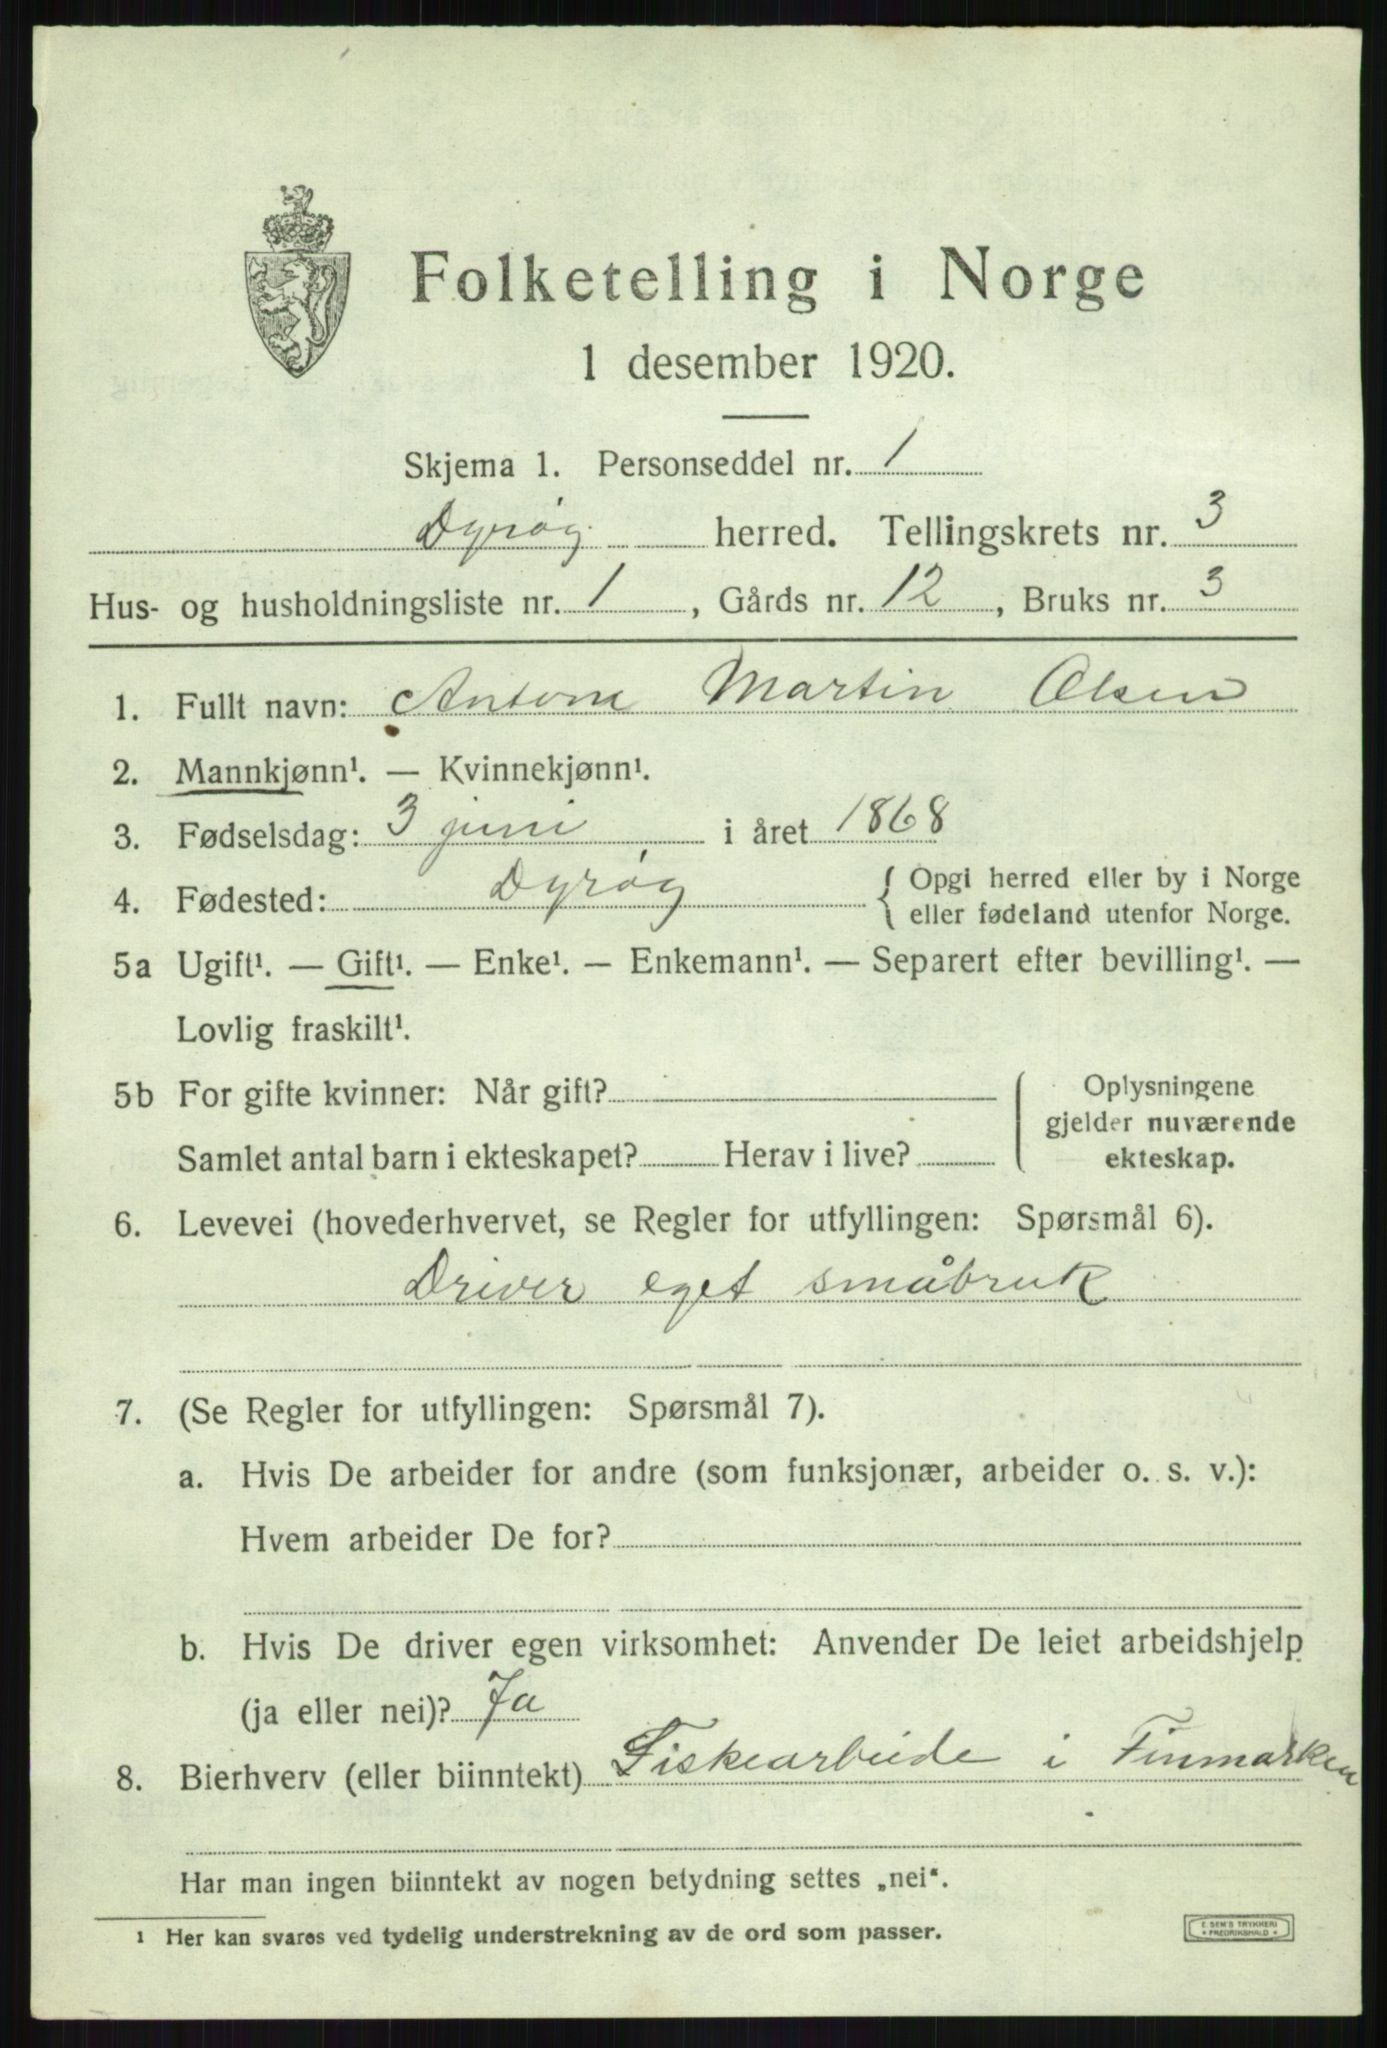 Folketelling i Norge
1 desember 1920.
Skjema 1. Personseddel nr. 1
Dyrøy herred. Tellingskrets nr. 3
Hus- og husholdningsliste nr. 1, Gårds nr. 12, Bruks nr. 3
1. Fullt navn: Antom Martin Olsen
2. Mannkjønn¹. — Kvinnekjønn¹.
3. Fødselsdag: 3 juni i året 1868
4. Fødested: Dyrøy { Opgi herred eller by i Norge
eller fødeland utenfor Norge.
5a Ugift¹. — Gift¹. — Enke¹. — Enkemann¹. — Separert efter bevilling¹. —
Lovlig fraskilt¹.
5b For gifte kvinner: Når gift? Oplysningene
gjelder nuværende
Samlet antal barn i ekteskapet? Herav i live? ekteskap.
6. Levevei (hovederhvervet, se Regler for utfyllingen: Spørsmål 6).
Driver eget småbruk
7. (Se Regler for utfyllingen: Spørsmål 7).
a. Hvis De arbeider for andre (som funksjonær, arbeider o. s. v.):
Hvem arbeider De for?
b. Hvis De driver egen virksomhet: Anvender De leiet arbeidshjelp
(ja eller nei)? Ja
8. Bierhverv (eller biinntekt) Fiskearbeide i Finmarken
Har man ingen biinntekt av nogen betydning settes „nei“.
¹ Her kan svares ved tydelig understrekning av de ord som passer.
E. SEM'S TRYKKERI
* FREDRIKSHALD *